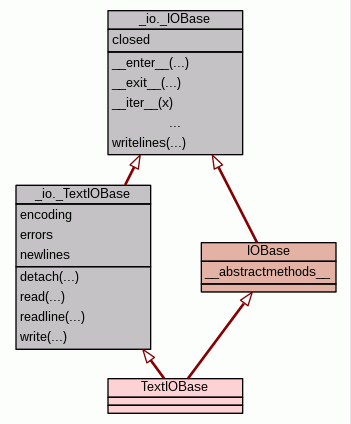 _io._IOBase
closed
__enter__(...)
__exit__(...)
__iter__(x)
...
writelines(...)
_io._TextIOBase
encoding
errors
newlines
detach(...)
read(...)
readline(...)
write(...)
IOBase
__abstractmethods__
TextIOBase